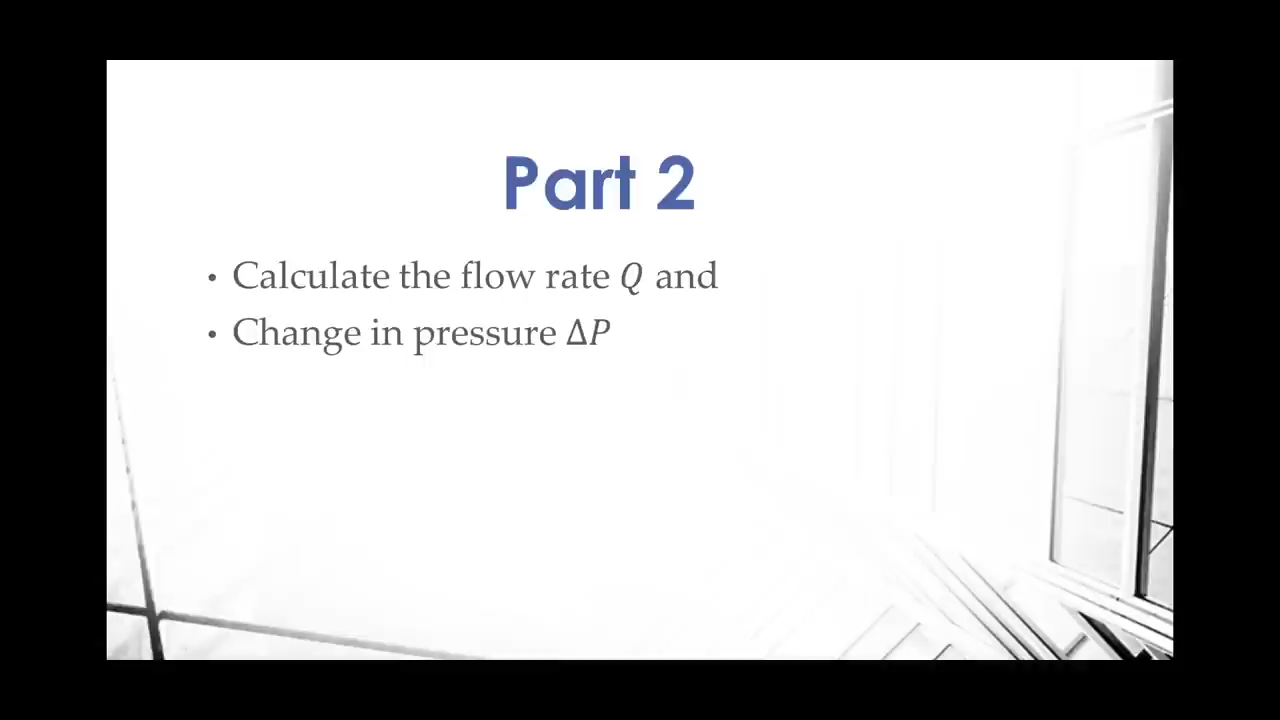 Part 2
• Calculate the flow rate Q and
• Change in pressure ΔP